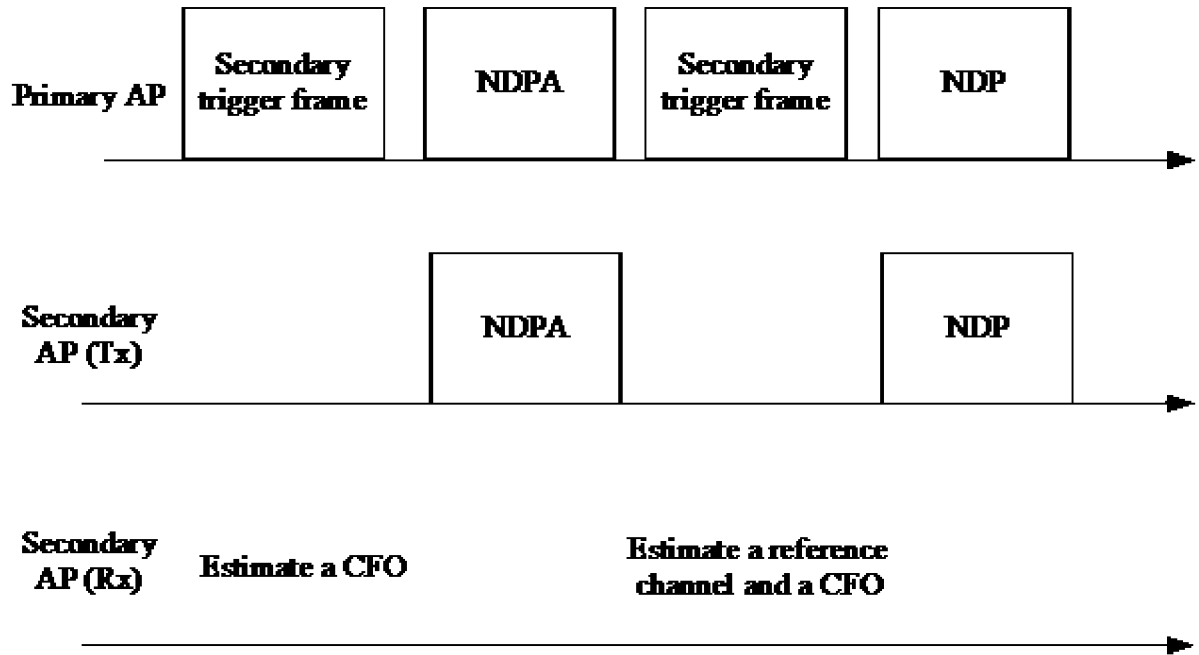 Primary AP
Secondary
trigger frame
NDPA
Secondary
trigger frame
NDP
Secondary
AP (Tx)
NDPA
NDP
Secondary
AP (Rx)
Estimate a CFO
Estimate a reference
channel and a CFO